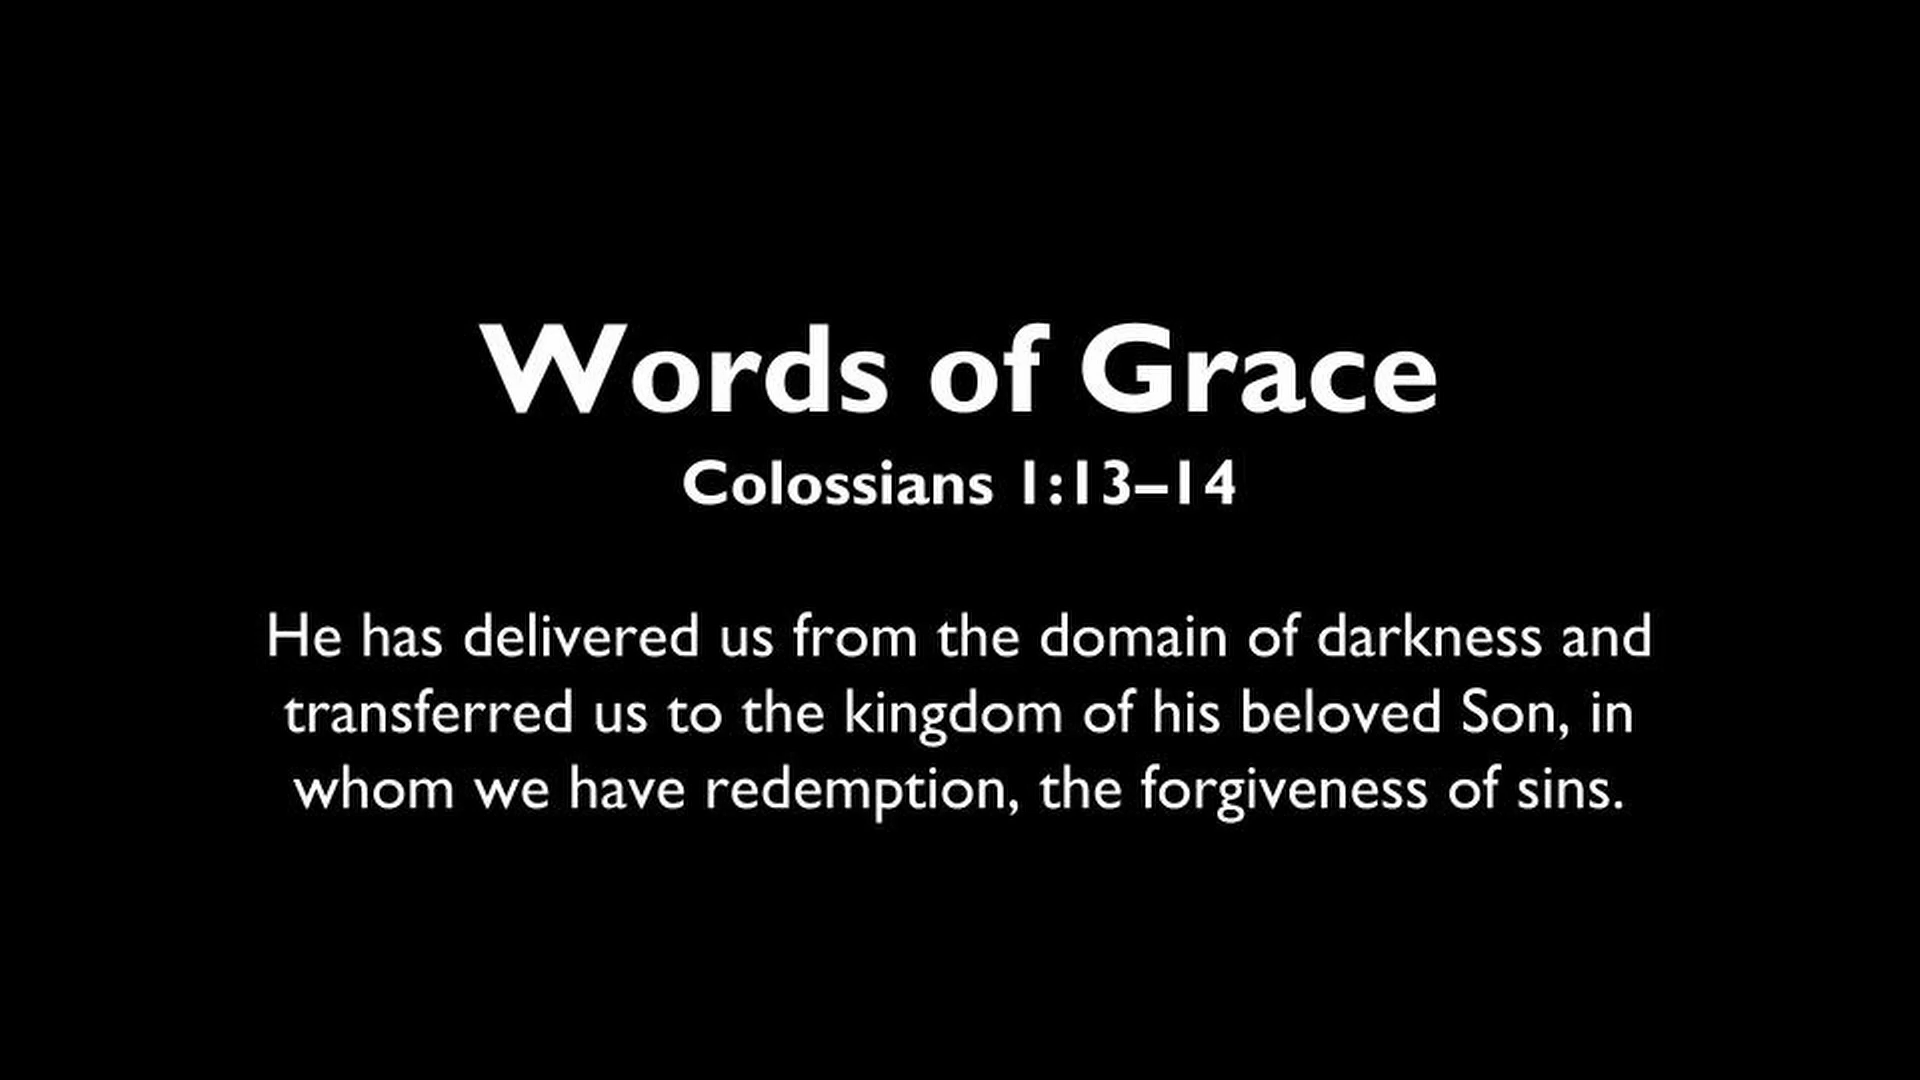 Words of Grace
Colossians 1:13–14
He has delivered us from the domain of darkness and
transferred us to the kingdom of his beloved Son, in
whom we have redemption, the forgiveness of sins.